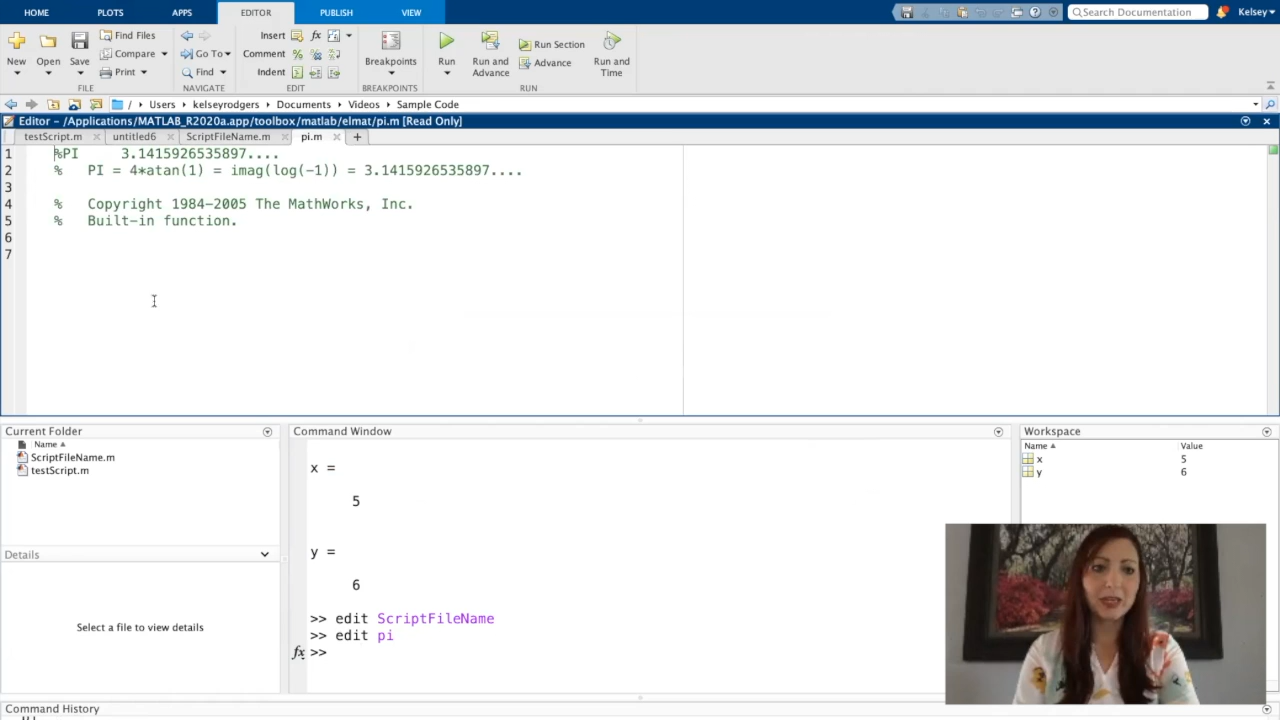 HOME PLOTS APPS EDITOR PUBLISH VIEW Search Documentation Kelsey
New Open Save Find Files Compare Print
FILE
Go To Find
NAVIGATE
Insert fx
Comment
Indent
EDIT
Breakpoints
BREAKPOINTS
Run Run and Advance Run Section Advance Run and Time
RUN
/ Users kelseyrodgers Documents Videos Sample Code
Editor - /Applications/MATLAB_R2020a.app/toolbox/matlab/elmat/pi.m [Read Only]
testScript.m untitled6 ScriptFileName.m pi.m +
1 %PI 3.1415926535897....
2 % PI = 4*atan(1) = imag(log(-1)) = 3.1415926535897....
3
4 % Copyright 1984-2005 The MathWorks, Inc.
5 % Built-in function.
6
7
Current Folder
Name
ScriptFileName.m
testScript.m
Details
Select a file to view details
Command Window
x =
5
y =
6
>> edit ScriptFileName
>> edit pi
fx >>
Workspace
Name Value
x 5
y 6
Command History